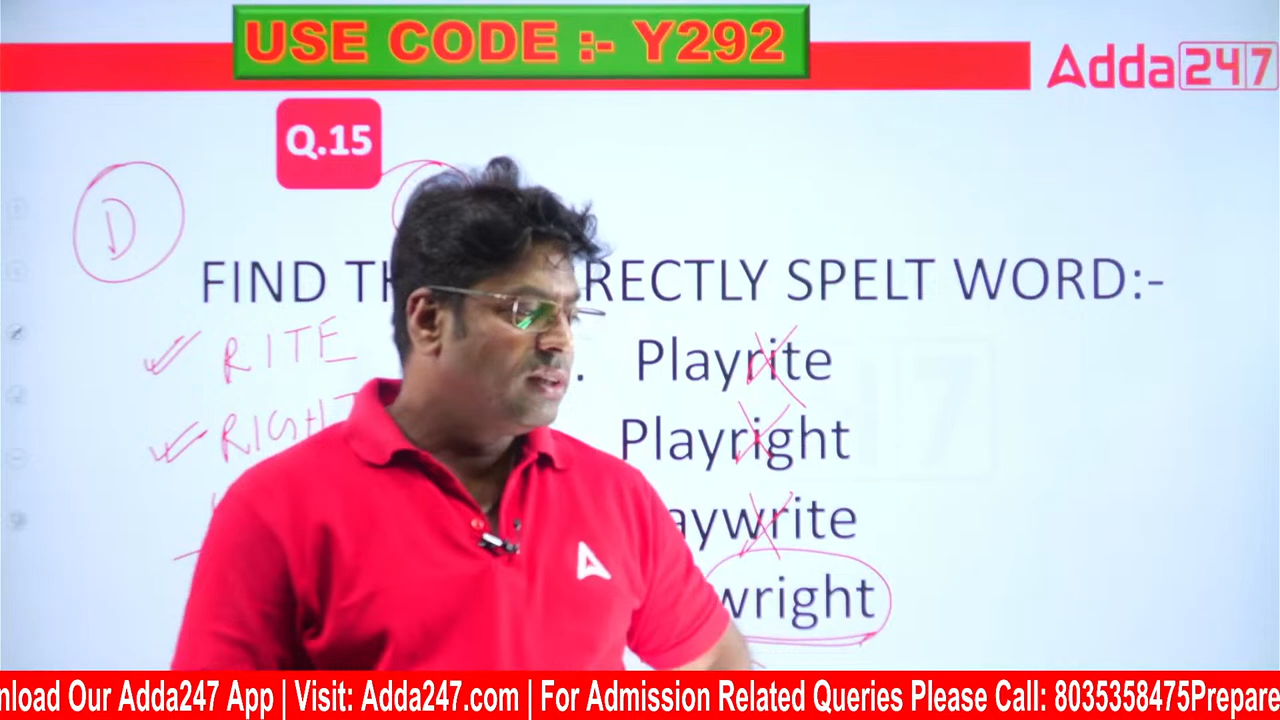 USE CODE :- Y292
Adda247
Q.15
D
FIND RECTLY SPELT WORD:-
RITE
. Playrite
RIGHT
Playright
aywrite
wright
nload Our Adda247 App | Visit: Adda247.com | For Admission Related Queries Please Call: 8035358475Prepare